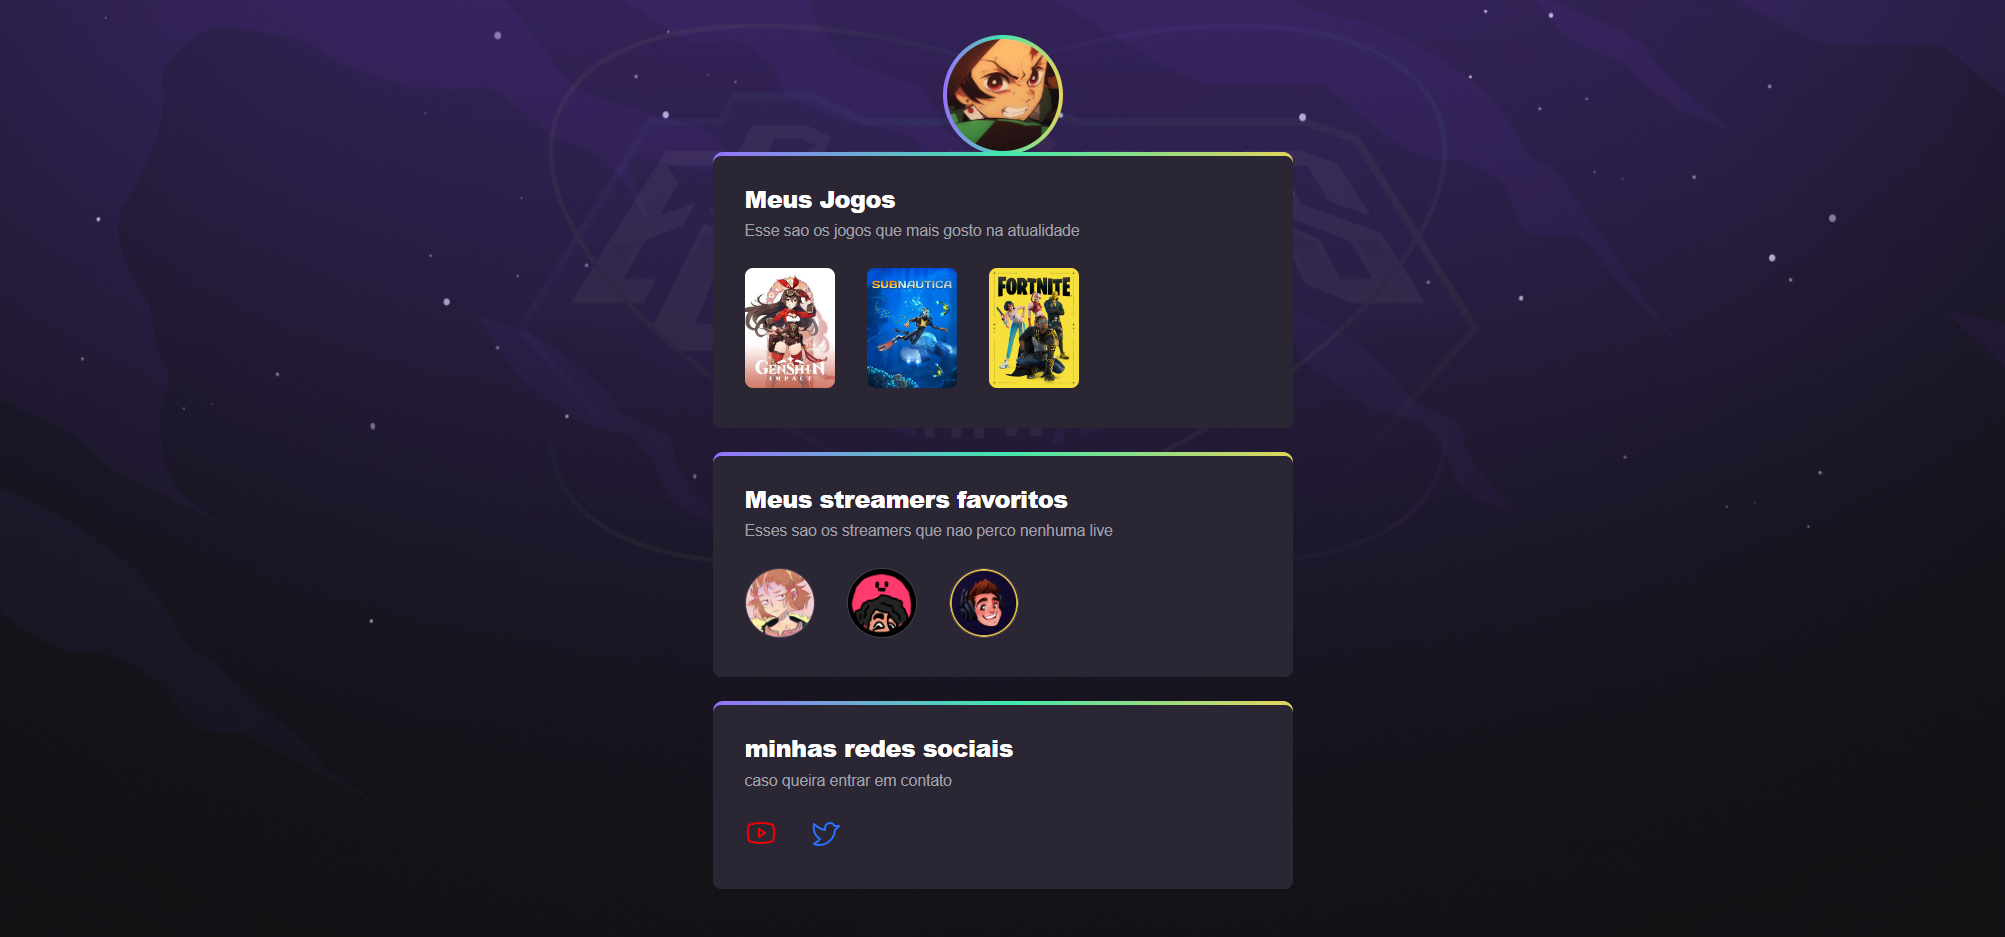 Meus Jogos
Esse sao os jogos que mais gosto na atualidade
GENSHIN
IMPACT
SUBNAUTICA
FORTNITE
Meus streamers favoritos
Esses sao os streamers que nao perco nenhuma live
minhas redes sociais
caso queira entrar em contato